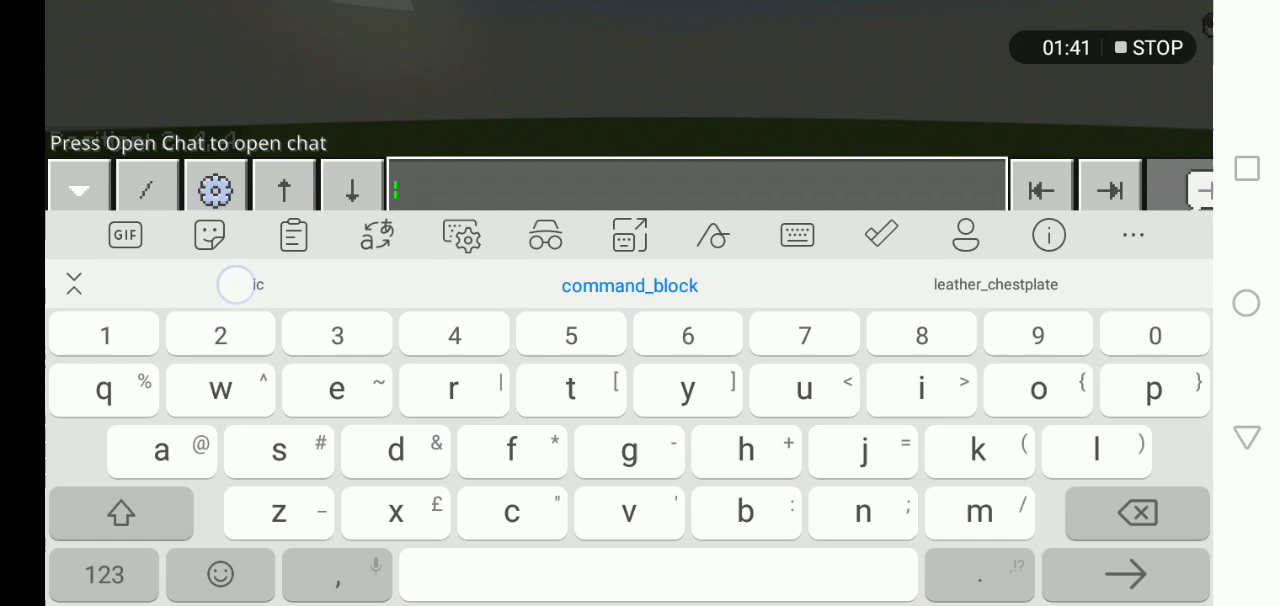 01:41 STOP
Press Open Chat to open chat
/
GIF
ic command_block leather_chestplate
1 2 3 4 5 6 7 8 9 0
q % w ^ e ~ r | t [ y ] u < i > o { p }
a @ s # d & f * g - h + j = k ( l )
z _ x £ c " v ' b : n ; m /
123 , . ,!?